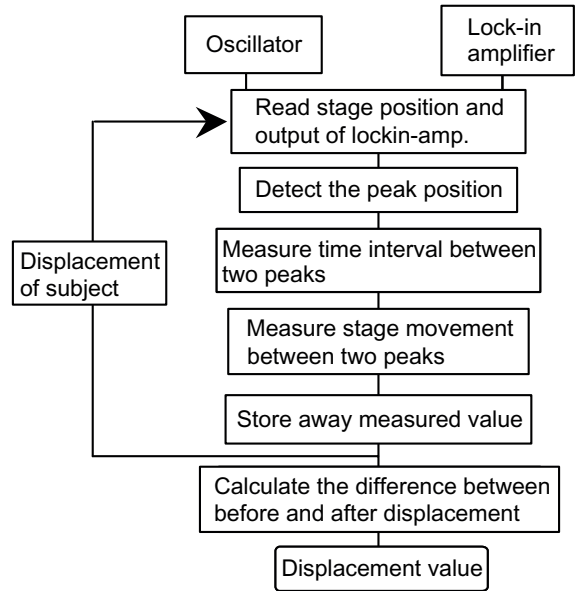 Oscillator
Lock-in
amplifier
Read stage position and
output of lockin-amp.
Detect the peak position
Measure time interval between
two peaks
Displacement
of subject
Measure stage movement
between two peaks
Store away measured value
Calculate the difference between
before and after displacement
Displacement value